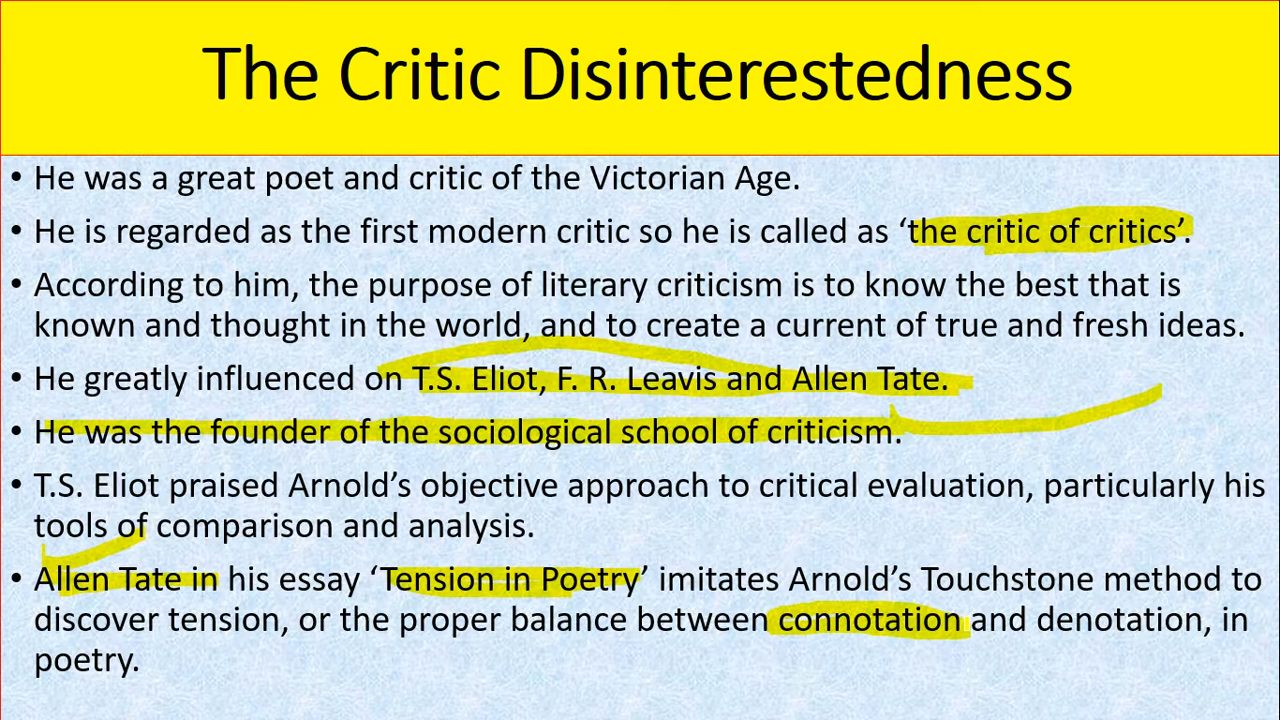 The Critic Disinterestedness
• He was a great poet and critic of the Victorian Age.
• He is regarded as the first modern critic so he is called as ‘the critic of critics’.
• According to him, the purpose of literary criticism is to know the best that is
known and thought in the world, and to create a current of true and fresh ideas.
• He greatly influenced on T.S. Eliot, F. R. Leavis and Allen Tate.
• He was the founder of the sociological school of criticism.
• T.S. Eliot praised Arnold’s objective approach to critical evaluation, particularly his
tools of comparison and analysis.
• Allen Tate in his essay ‘Tension in Poetry’ imitates Arnold’s Touchstone method to
discover tension, or the proper balance between connotation and denotation, in
poetry.